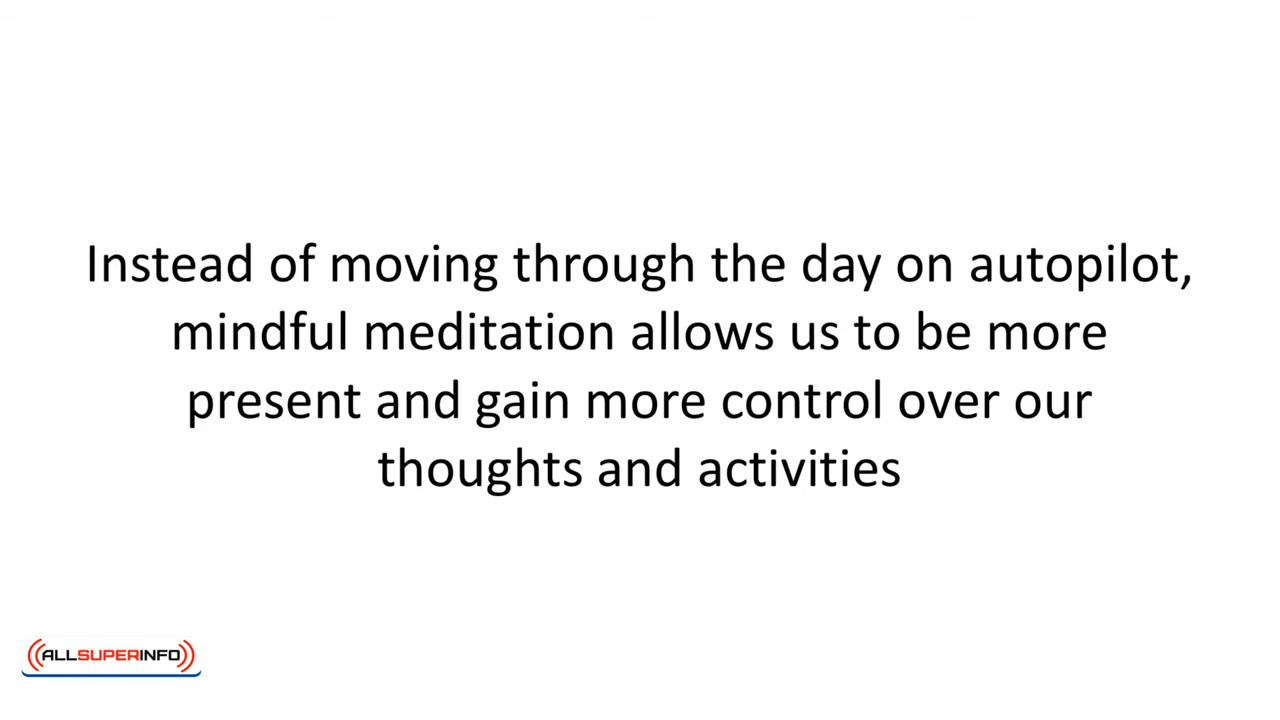 Instead of moving through the day on autopilot,
mindful meditation allows us to be more
present and gain more control over our
thoughts and activities
ALLSUPERINFO